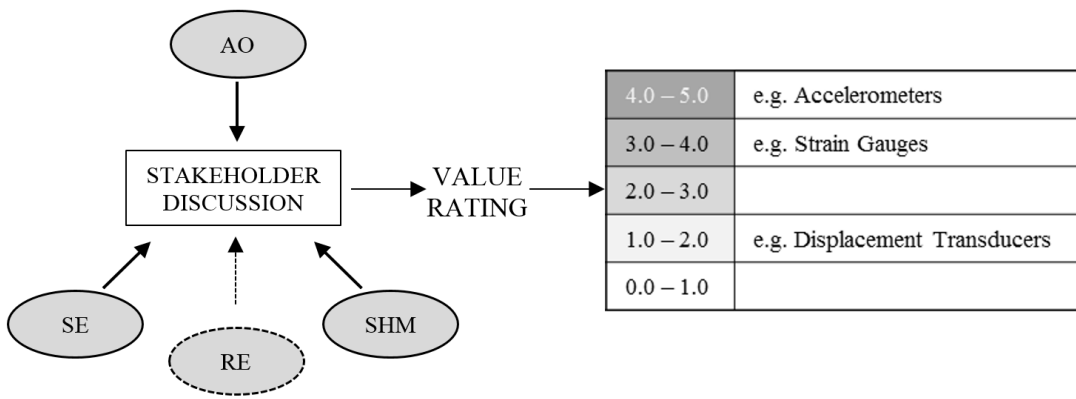 AO
STAKEHOLDER
DISCUSSION
SE
RE
SHM
VALUE
RATING
4.0 – 5.0 e.g. Accelerometers
3.0 – 4.0 e.g. Strain Gauges
2.0 – 3.0
1.0 – 2.0 e.g. Displacement Transducers
0.0 – 1.0